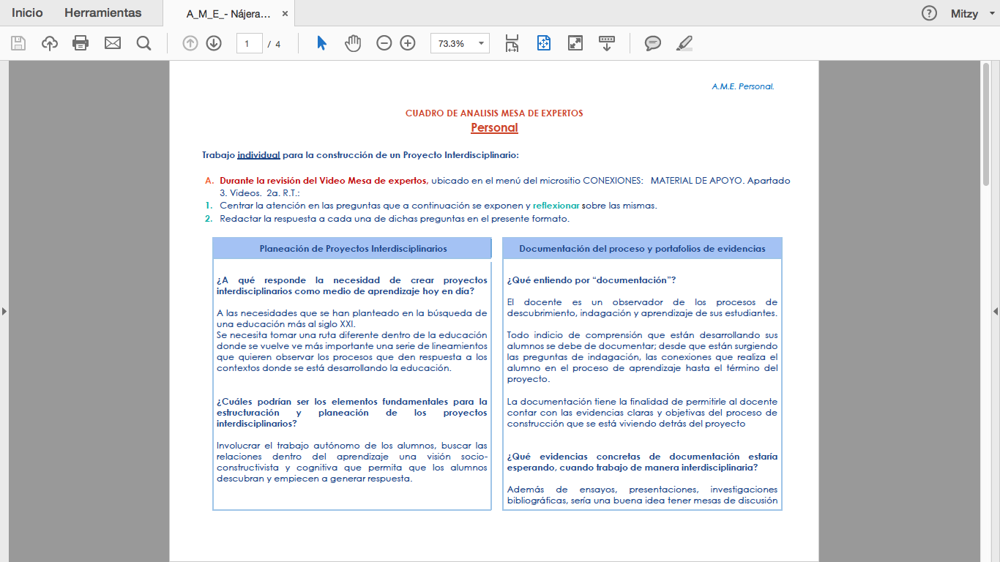 Inicio
Herramientas
A_M_E_- Nájera...
Mitzy
1 / 4
73.3%
A.M.E. Personal.
CUADRO DE ANALISIS MESA DE EXPERTOS
Personal
Trabajo individual para la construcción de un Proyecto Interdisciplinario:
A. Durante la revisión del Video Mesa de expertos, ubicado en el menú del micrositio CONEXIONES: MATERIAL DE APOYO. Apartado
3. Videos. 2a. R.T.:
1. Centrar la atención en las preguntas que a continuación se exponen y reflexionar sobre las mismas.
2. Redactar la respuesta a cada una de dichas preguntas en el presente formato.
Planeación de Proyectos Interdisciplinarios
¿A qué responde la necesidad de crear proyectos
interdisciplinarios como medio de aprendizaje hoy en día?
A las necesidades que se han planteado en la búsqueda de
una educación más al siglo XXI.
Se necesita tomar una ruta diferente dentro de la educación
donde se vuelve ve más importante una serie de lineamientos
que quieren observar los procesos que den respuesta a los
contextos donde se está desarrollando la educación.
¿Cuáles podrían ser los elementos fundamentales para la
estructuración y planeación de los proyectos
interdisciplinarios?
Involucrar el trabajo autónomo de los alumnos, buscar las
relaciones dentro del aprendizaje una visión socio-
constructivista y cognitiva que permita que los alumnos
descubran y empiecen a generar respuesta.
Documentación del proceso y portafolios de evidencias
¿Qué entiendo por “documentación”?
El docente es un observador de los procesos de
descubrimiento, indagación y aprendizaje de sus estudiantes.
Todo indicio de comprensión que están desarrollando sus
alumnos se debe de documentar; desde que están surgiendo
las preguntas de indagación, las conexiones que realiza el
alumno en el proceso de aprendizaje hasta el término del
proyecto.
La documentación tiene la finalidad de permitirle al docente
contar con las evidencias claras y objetivas del proceso de
construcción que se está viviendo detrás del proyecto
¿Qué evidencias concretas de documentación estaría
esperando, cuando trabajo de manera interdisciplinaria?
Además de ensayos, presentaciones, investigaciones
bibliográficas, sería una buena idea tener mesas de discusión